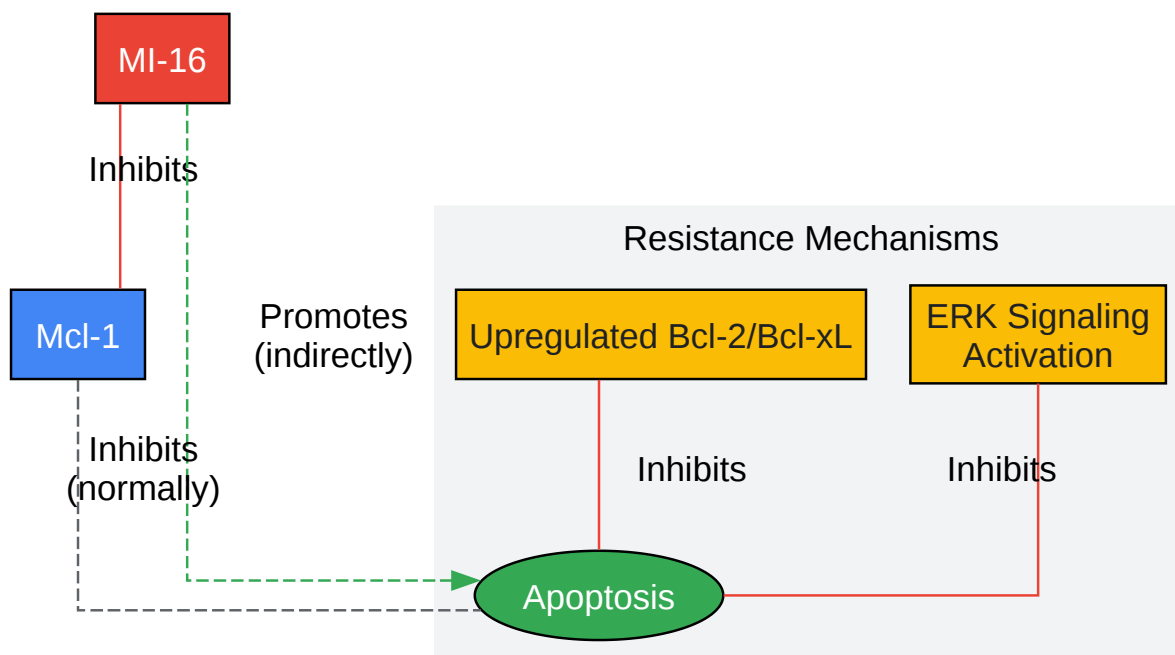 MI-16
Inhibits
Resistance Mechanisms
Mcl-1
Promotes
(indirectly)
Upregulated Bcl-2/Bcl-xL
ERK Signaling
Activation
Inhibits
(normally)
Inhibits
Inhibits
Apoptosis